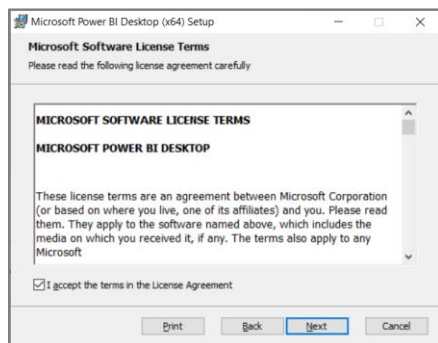 Microsoft Power BI Desktop (x64) Setup
Microsoft Software License Terms
Please read the following license agreement carefully
MICROSOFT SOFTWARE LICENSE TERMS
MICROSOFT POWER BI DESKTOP
These license terms are an agreement between Microsoft Corporation
(or based on where you live, one of its affiliates) and you. Please read
them. They apply to the software named above, which includes the
media on which you received it, if any. The terms also apply to any
Microsoft
I accept the terms in the License Agreement
Print Back Next Cancel